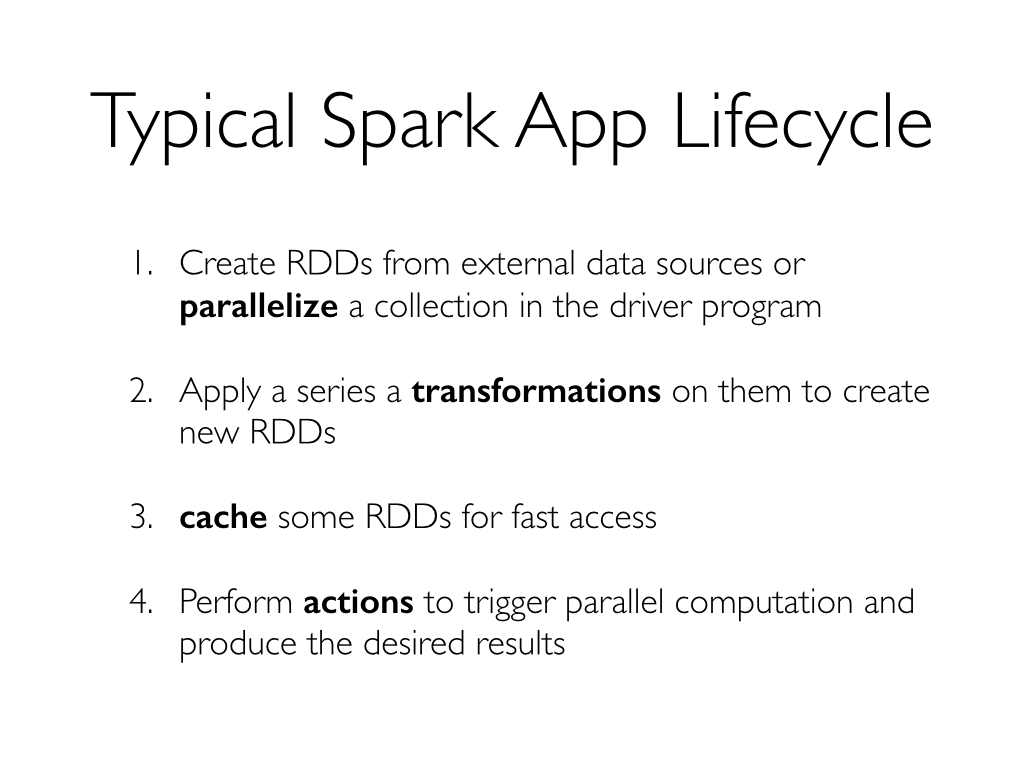 Typical Spark App Lifecycle
1. Create RDDs from external data sources or
parallelize a collection in the driver program
2. Apply a series a transformations on them to create
new RDDs
3. cache some RDDs for fast access
4. Perform actions to trigger parallel computation and
produce the desired results